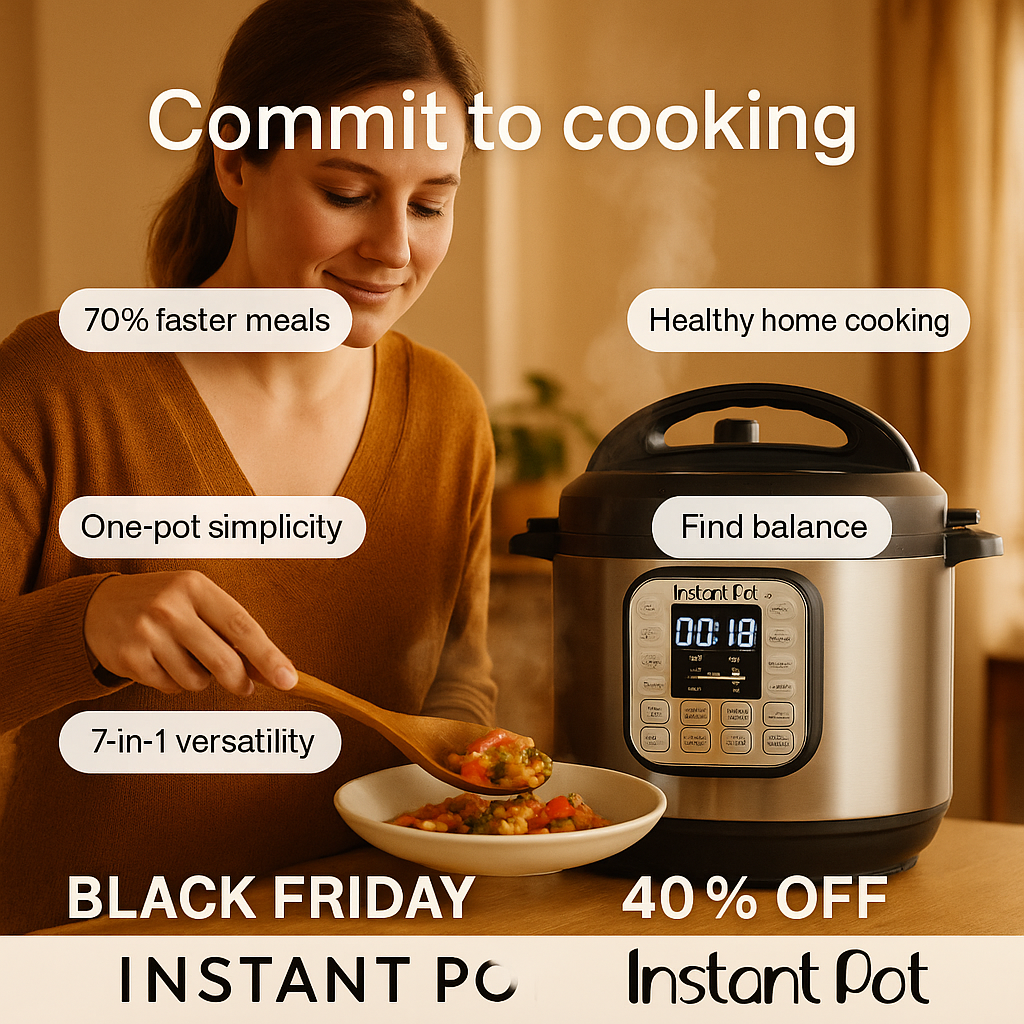 Commit to cooking
70% faster meals
Healthy home cooking
One-pot simplicity
Find balance
Instant Pot
00:18
7-in-1 versatility
BLACK FRIDAY
40% OFF
INSTANT PO
Instant Pot